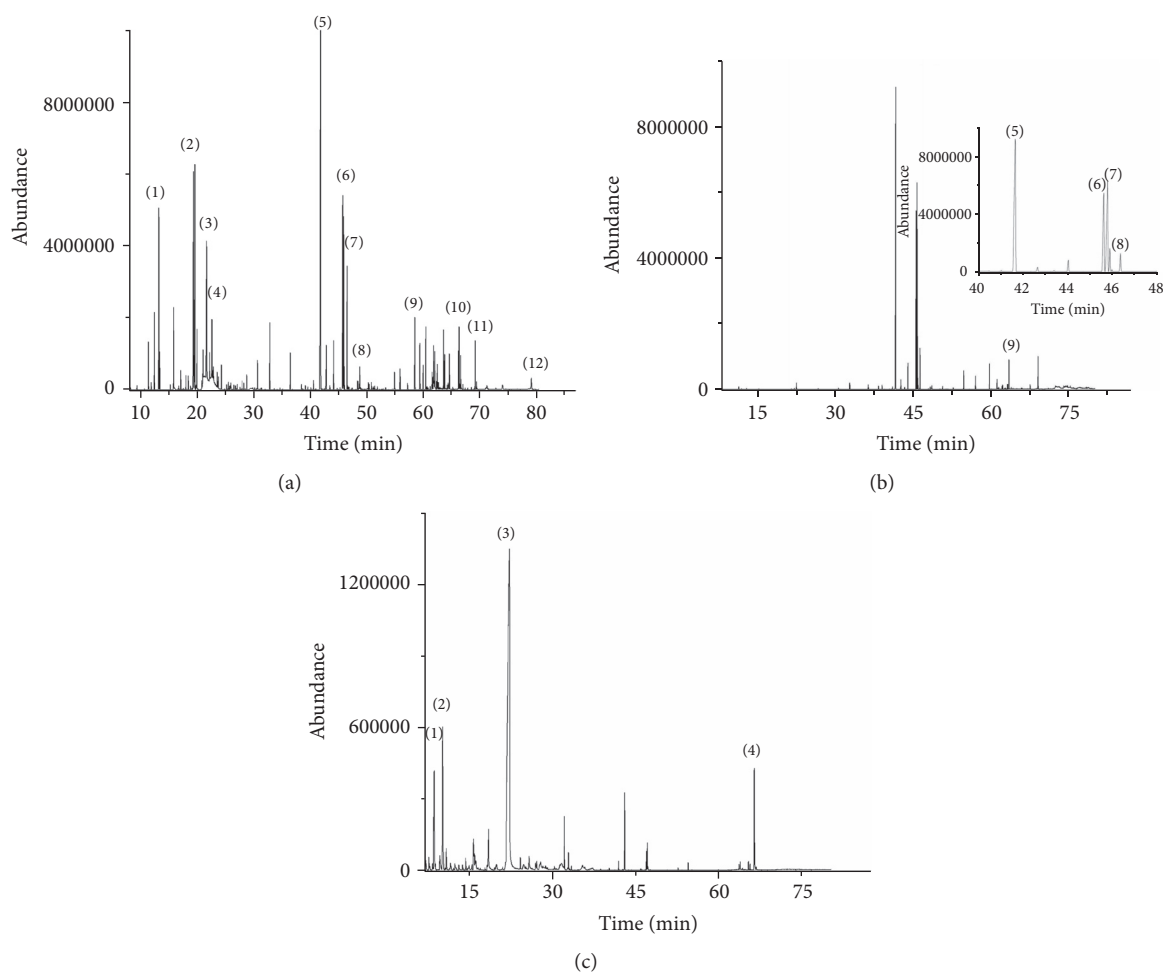 (5)
8000000
(2)
(1)
(6)
(3)
(7)
4000000
(4)
(9)
(10)
(11)
(8)
(12)
0
10 20 30 40 50 60 70 80
Abundance
Time (min)
(a)
8000000
4000000
0
(9)
15 30 45 60 75
Abundance
Time (min)
(5)
(7)
(6)
(8)
8000000
4000000
0
40 42 44 46 48
Abundance
Time (min)
(b)
(3)
1200000
(2)
(1)
600000
(4)
0
15 30 45 60 75
Abundance
Time (min)
(c)